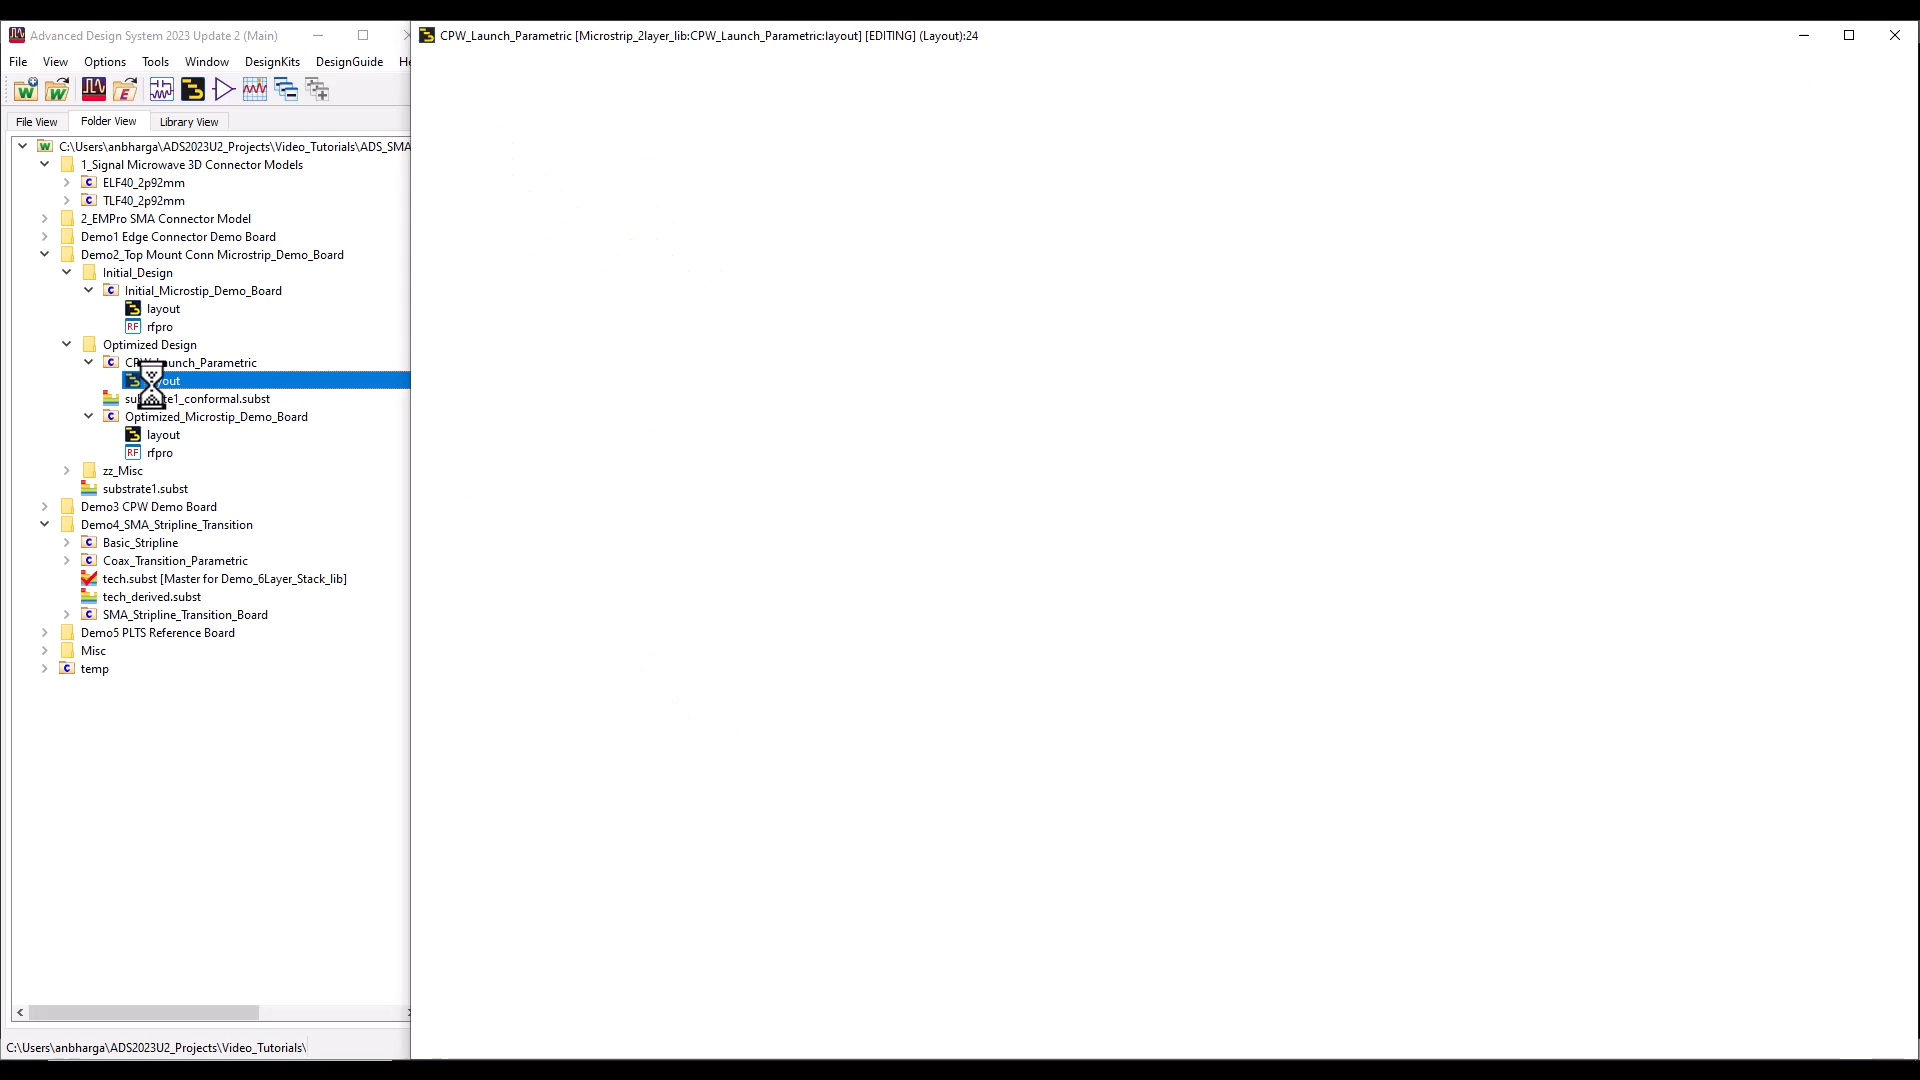 Advanced Design System 2023 Update 2 (Main)
File View Options Tools Window DesignKits DesignGuide He
File View Folder View Library View
C:\Users\anbharga\ADS2023U2_Projects\Video_Tutorials\ADS_SMA
1_Signal Microwave 3D Connector Models
ELF40_2p92mm
TLF40_2p92mm
2_EMPro SMA Connector Model
Demo1 Edge Connector Demo Board
Demo2_Top Mount Conn Microstrip_Demo_Board
Initial_Design
Initial_Microstip_Demo_Board
layout
rfpro
Optimized Design
CPW_Launch_Parametric
layout
substrate1_conformal.subst
Optimized_Microstip_Demo_Board
layout
rfpro
zz_Misc
substrate1.subst
Demo3 CPW Demo Board
Demo4_SMA_Stripline_Transition
Basic_Stripline
Coax_Transition_Parametric
tech.subst [Master for Demo_6Layer_Stack_lib]
tech_derived.subst
SMA_Stripline_Transition_Board
Demo5 PLTS Reference Board
Misc
temp
C:\Users\anbharga\ADS2023U2_Projects\Video_Tutorials\
CPW_Launch_Parametric [Microstrip_2layer_lib:CPW_Launch_Parametric:layout] [EDITING] (Layout):24